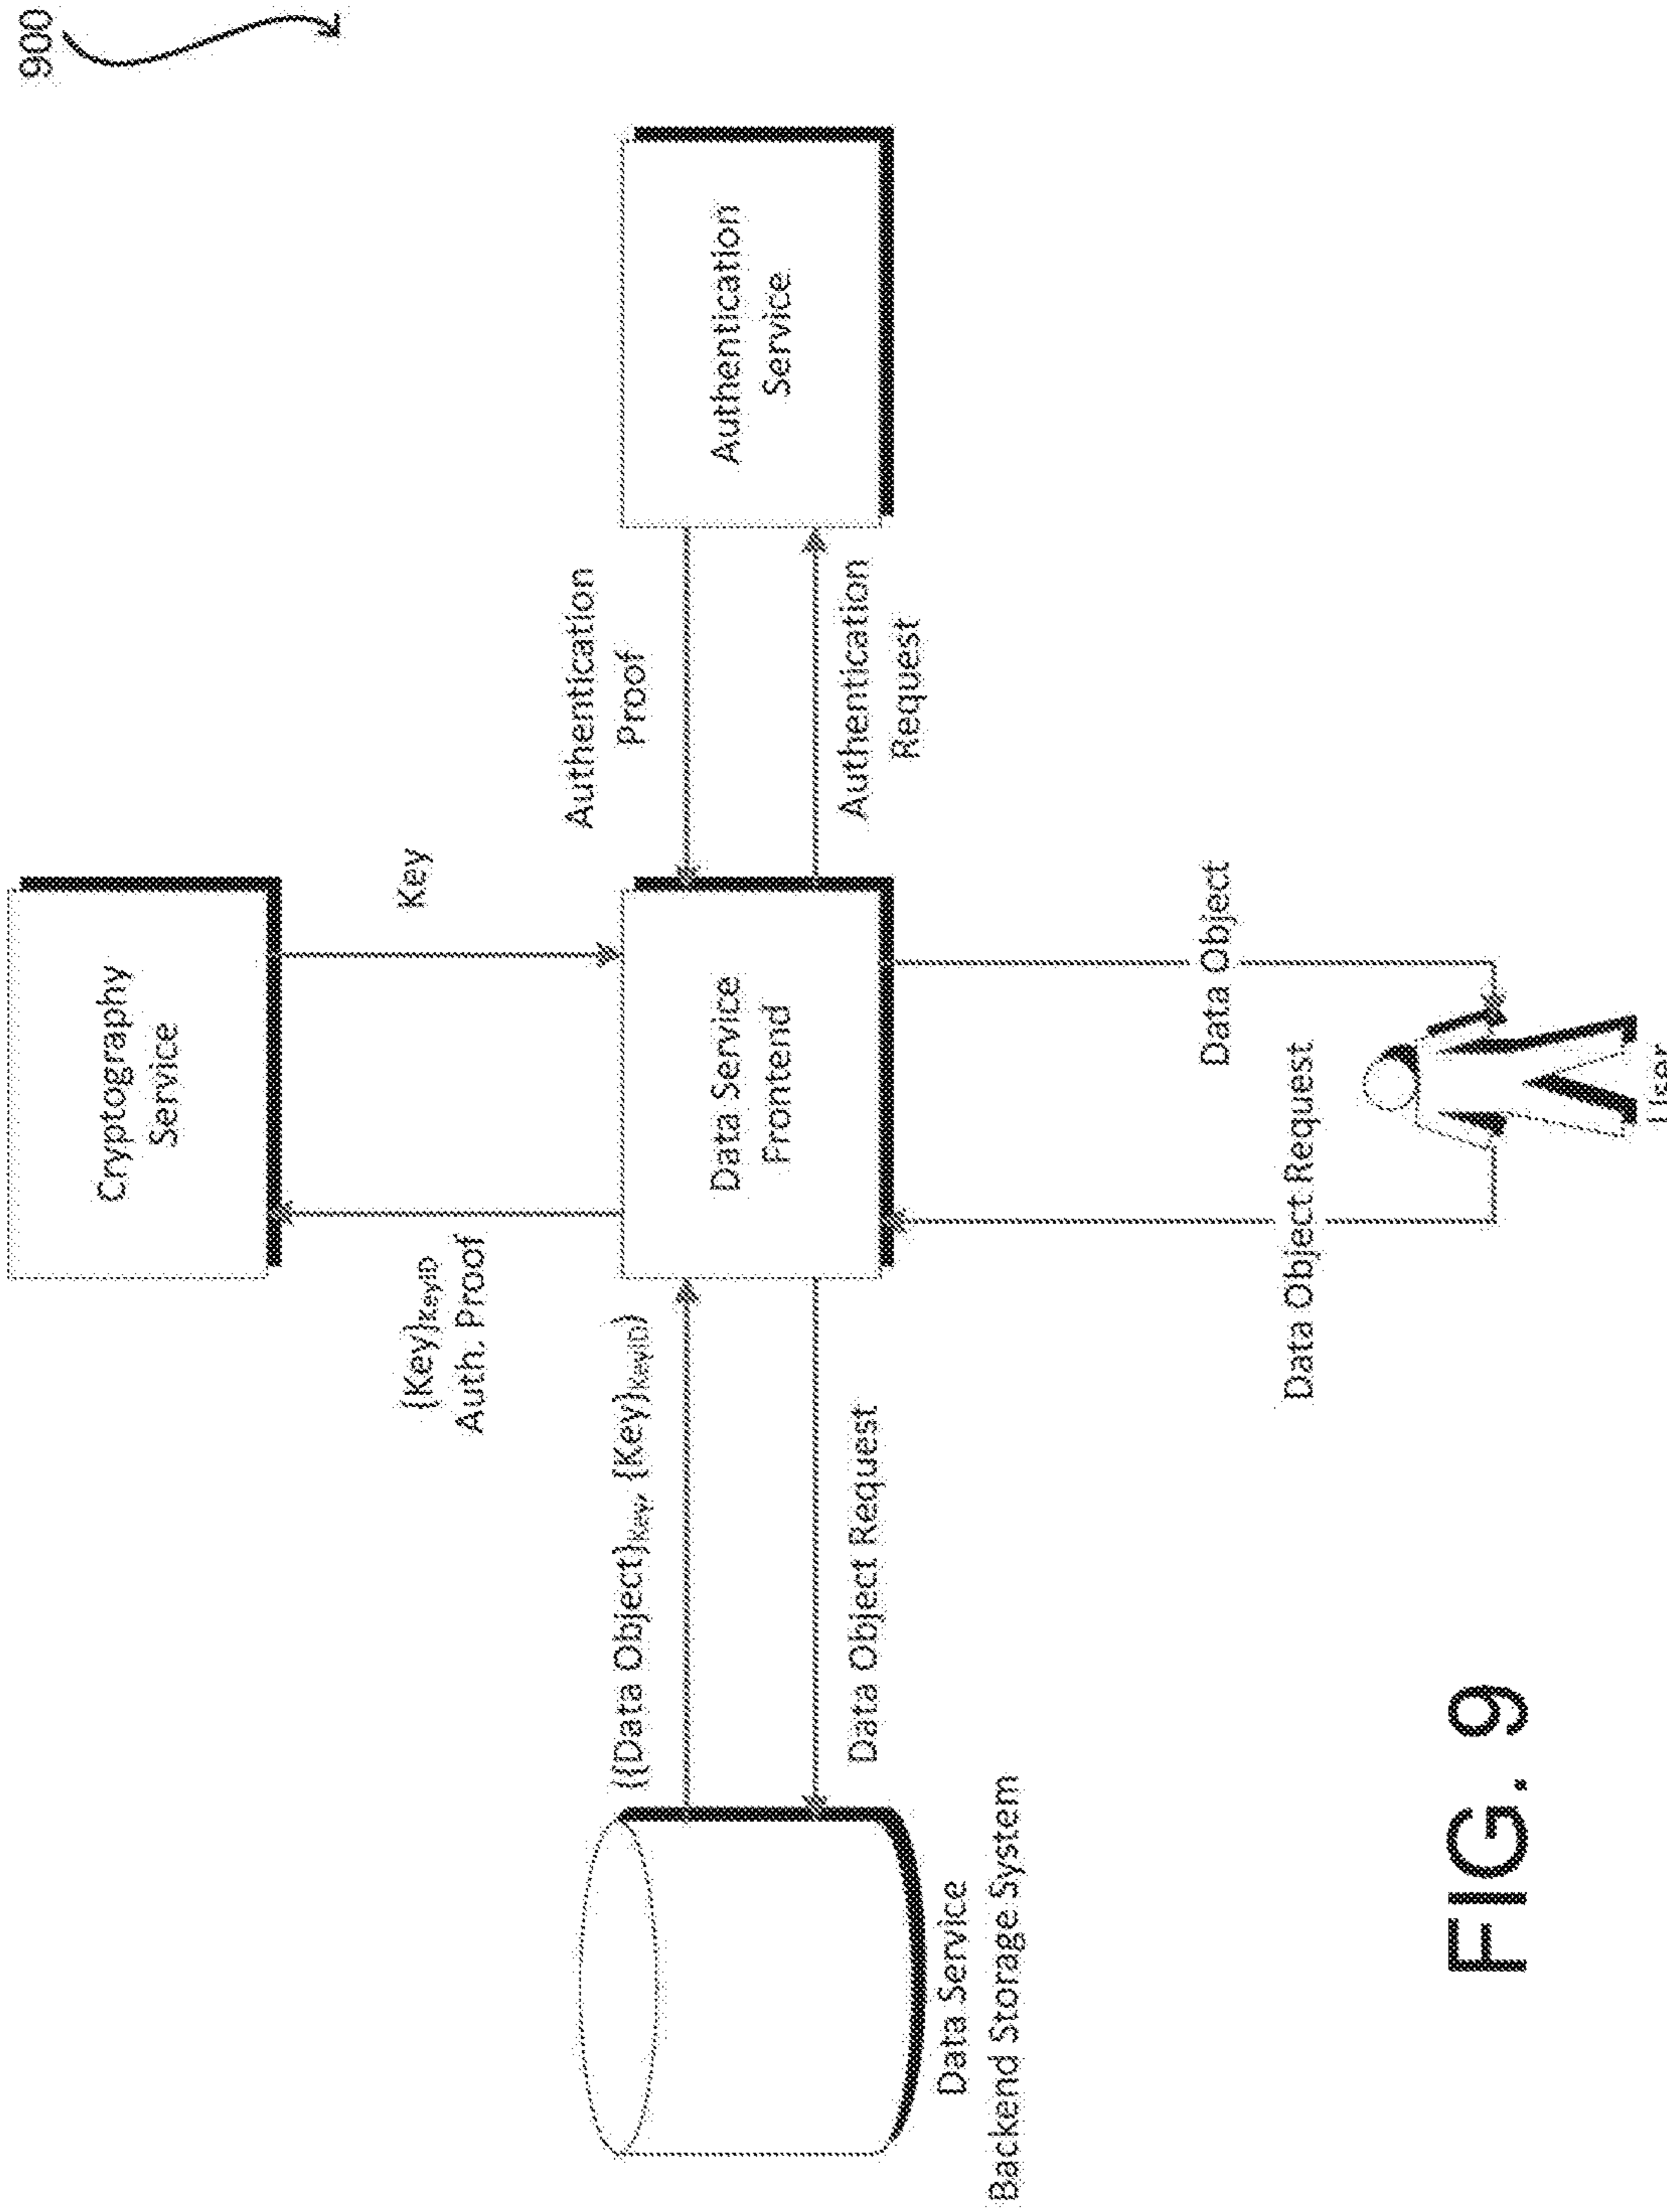 900
Cryptography
Service
{Key}KeyID
Auth. Proof
Key
({Data Object}Key, {Key}KeyID)
Data Object Request
Data Service
Frontend
Authentication
Proof
Authentication
Request
Authentication
Service
Data Service
Backend Storage System
Data Object
Data Object Request
User
FIG. 9